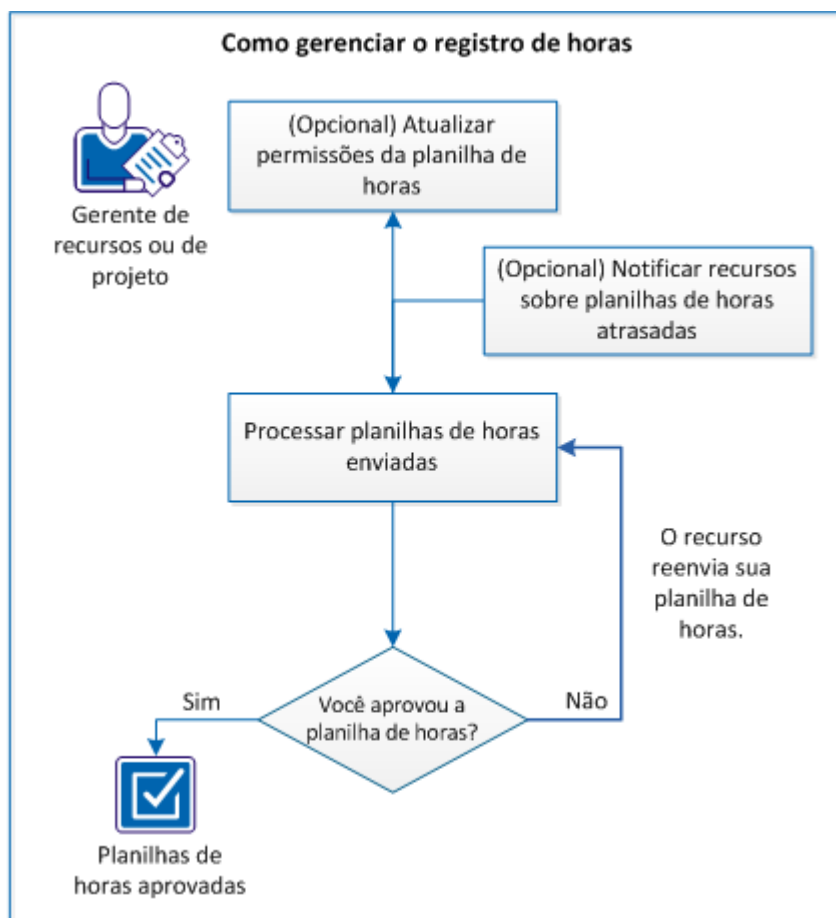 Como gerenciar o registro de horas
(Opcional) Atualizar
permissões da planilha de
horas
Gerente de
recursos ou de
projeto
(Opcional) Notificar recursos
sobre planilhas de horas
atrasadas
Processar planilhas de horas
enviadas
O recurso
reenvia sua
planilha de
horas.
Sim
Você aprovou a
planilha de horas?
Não
Planilhas de
horas aprovadas